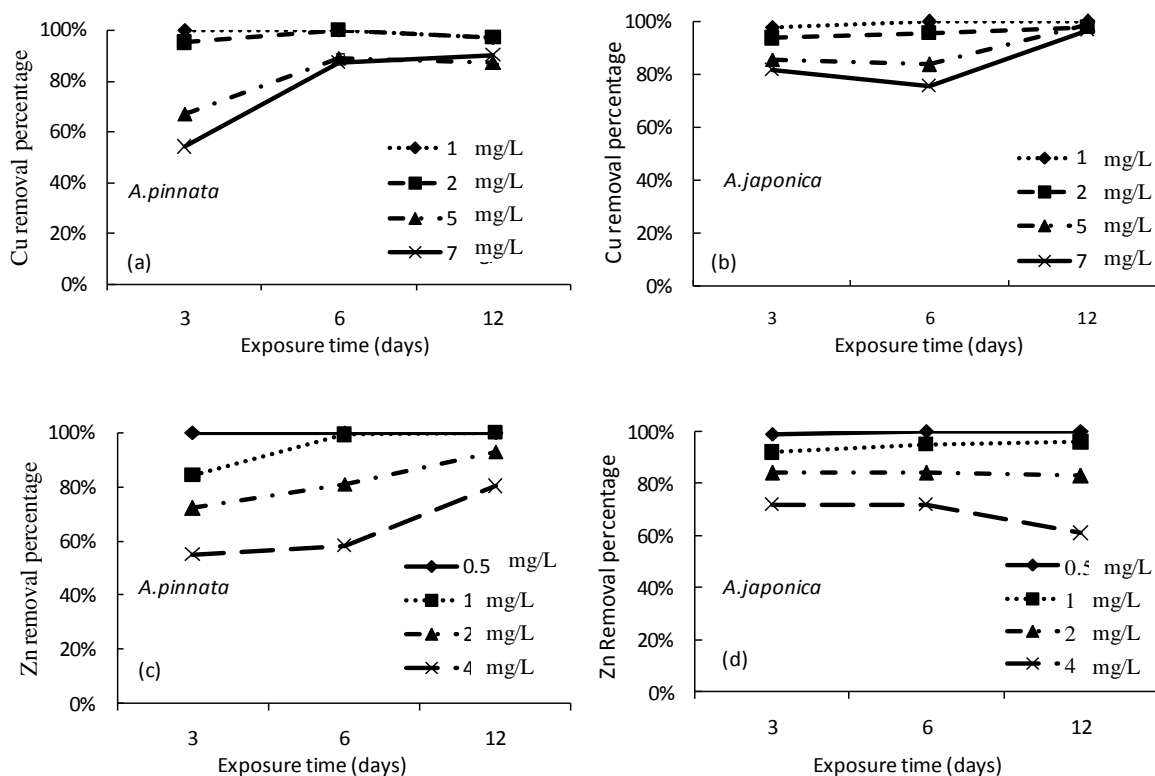 100%
80%
60%
40%
20%
0%
Cu removal percentage
1 mg/L
2 mg/L
5 mg/L
7 mg/L
A.pinnata
(a)
3 6 12
Exposure time (days)
100%
80%
60%
40%
20%
0%
Cu removal percentage
1 mg/L
2 mg/L
5 mg/L
7 mg/L
A.japonica
(b)
3 6 12
Exposure time (days)
100%
80%
60%
40%
20%
0%
Zn removal percentage
A.pinnata
0.5 mg/L
1 mg/L
2 mg/L
4 mg/L
(c)
3 6 12
Exposure time (days)
100%
80%
60%
40%
20%
0%
Zn Removal percentage
A.japonica
0.5 mg/L
1 mg/L
2 mg/L
4 mg/L
(d)
3 6 12
Exposure time (days)